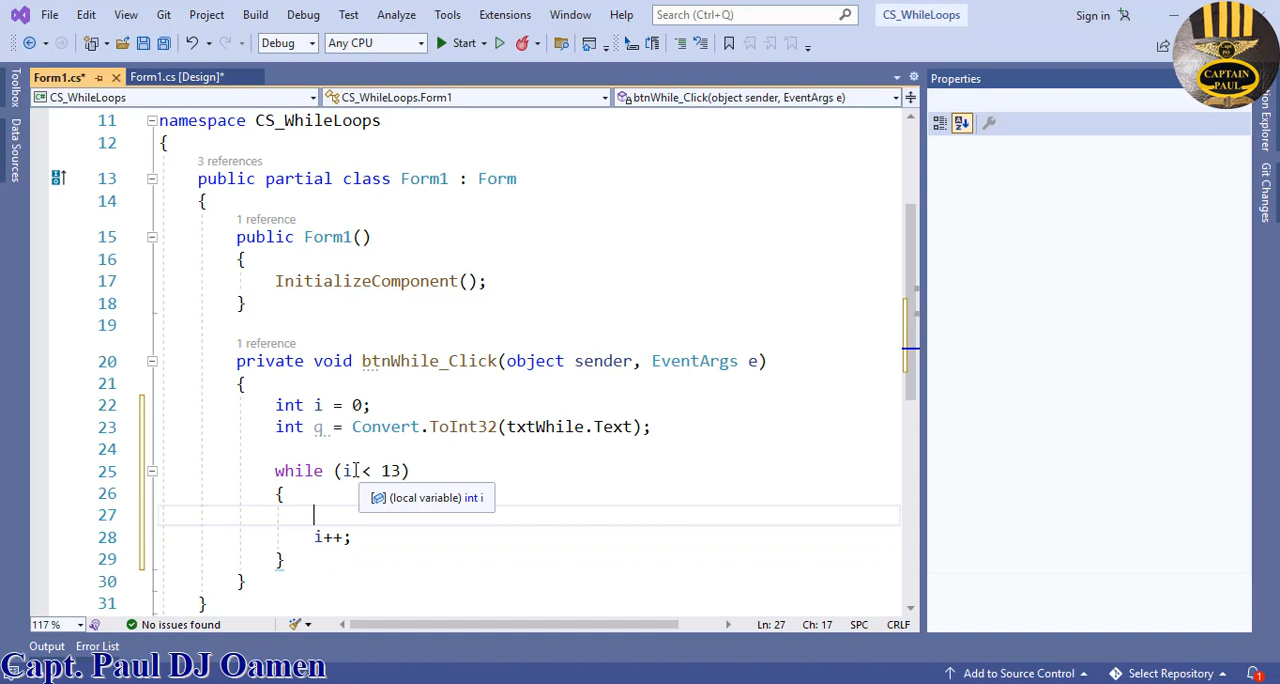 File Edit View Git Project Build Debug Test Analyze Tools Extensions Window Help Search (Ctrl+Q) CS_WhileLoops Sign in
Debug Any CPU Start
Form1.cs* Form1.cs [Design]* Properties
CS_WhileLoops CS_WhileLoops.Form1 btnWhile_Click(object sender, EventArgs e)
CAPTAIN PAUL
Toolbox
Data Sources
Git Changes
11 namespace CS_WhileLoops
12 {
3 references
13 public partial class Form1 : Form
14 {
1 reference
15 public Form1()
16 {
17 InitializeComponent();
18 }
19
1 reference
20 private void btnWhile_Click(object sender, EventArgs e)
21 {
22 int i = 0;
23 int q = Convert.ToInt32(txtWhile.Text);
24
25 while (i < 13)
26 {
(local variable) int i
27
28 i++;
29 }
30 }
31 }
117 % No issues found Ln: 27 Ch: 17 SPC CRLF
Output Error List
Capt. Paul DJ Oamen
Add to Source Control Select Repository 1